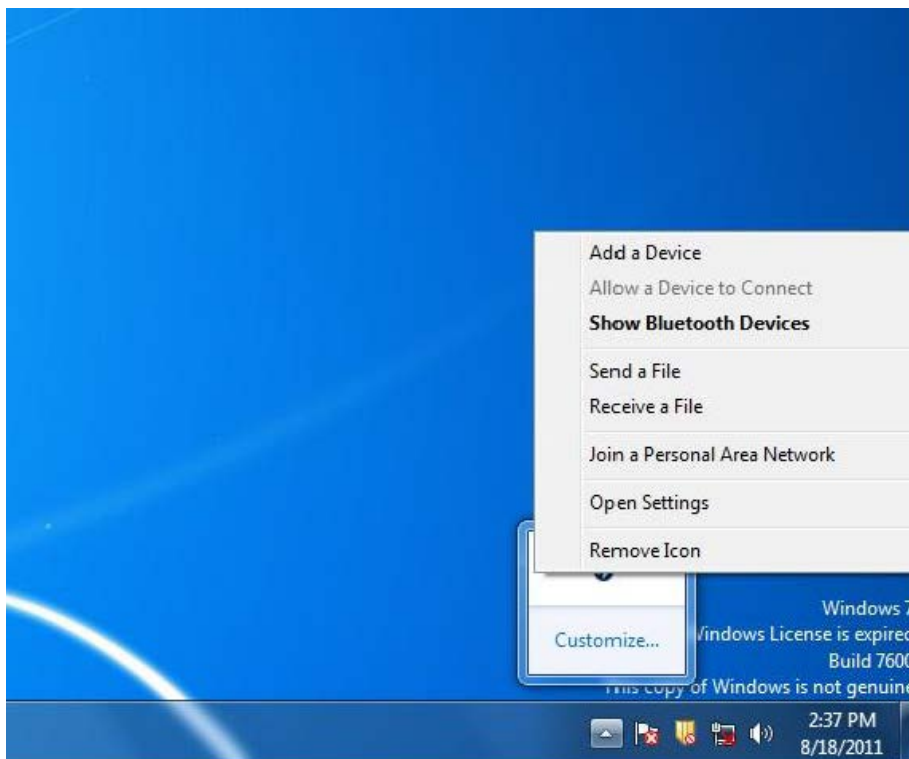 Add a Device
Allow a Device to Connect
Show Bluetooth Devices
Send a File
Receive a File
Join a Personal Area Network
Open Settings
Remove Icon
Customize...
Windows 7
Windows License is expired
Build 7600
This copy of Windows is not genuine
2:37 PM
8/18/2011